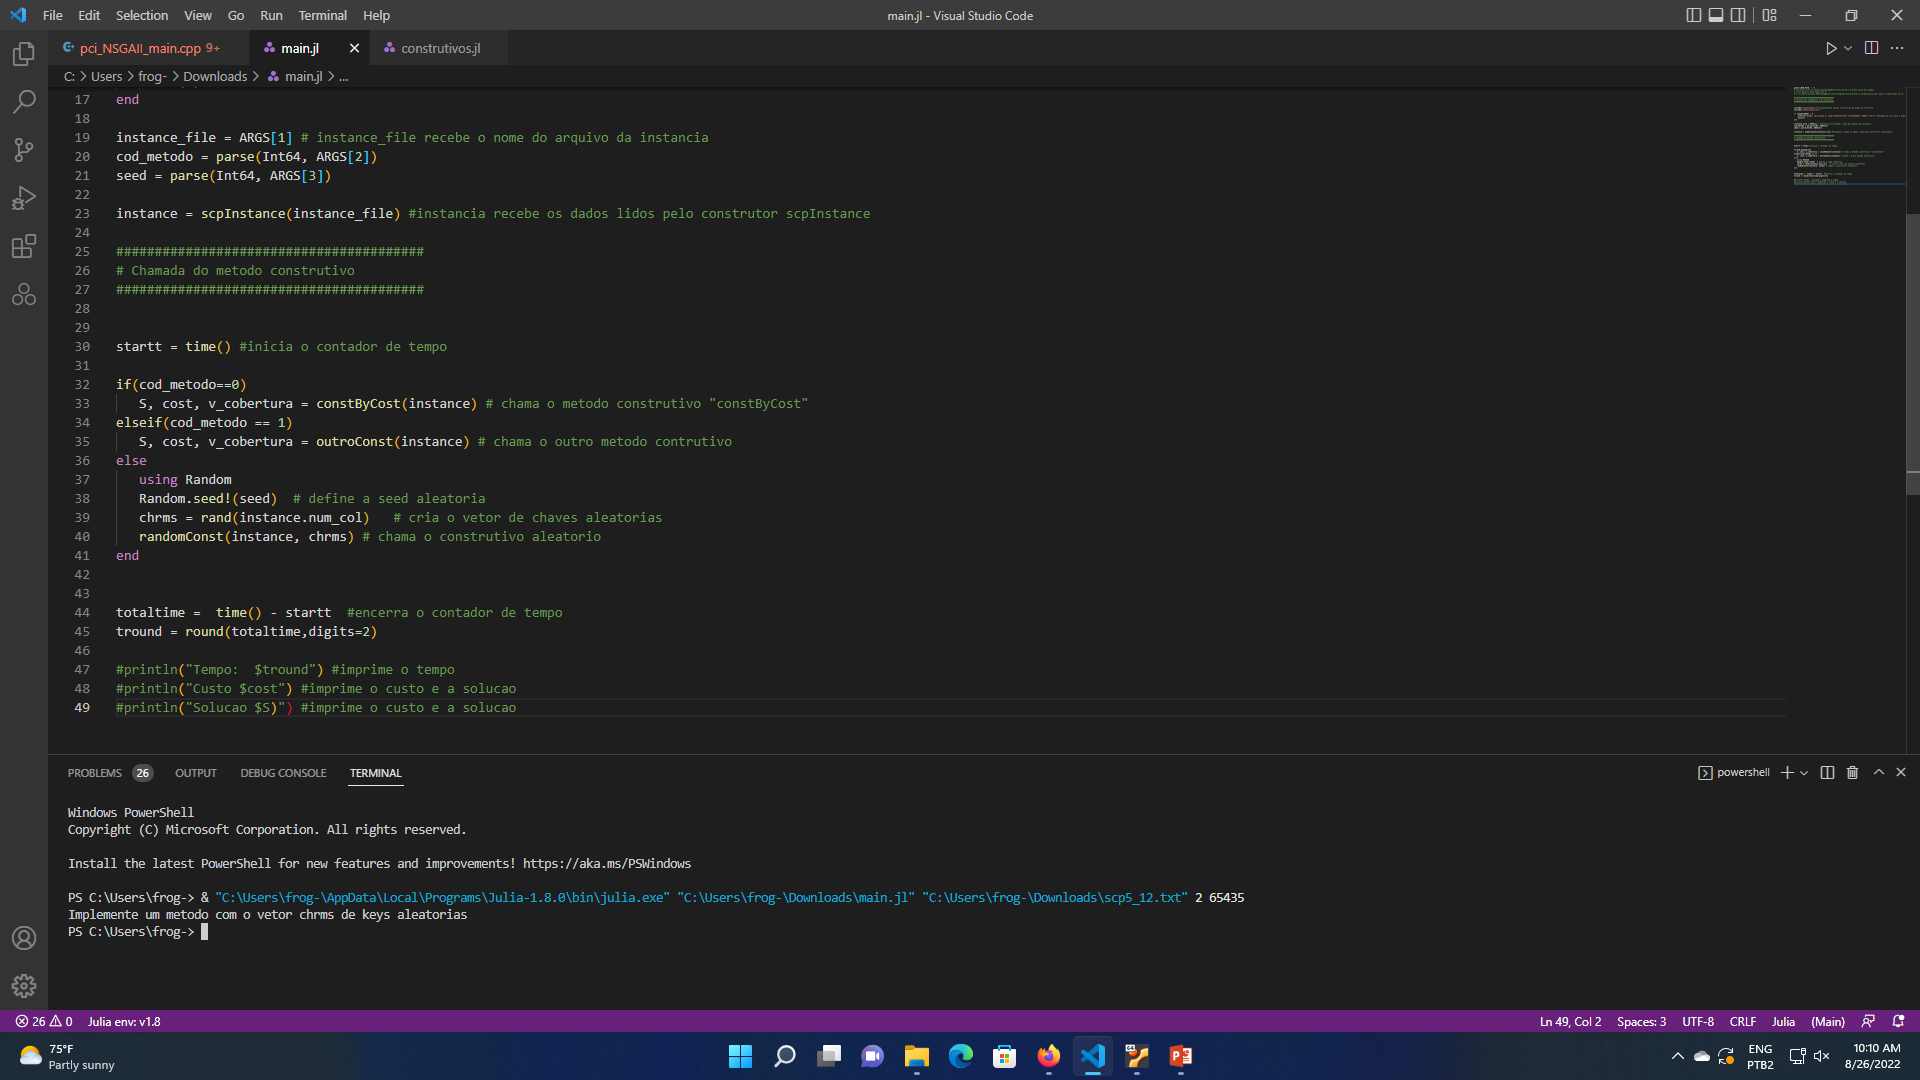 File Edit Selection View Go Run Terminal Help
main.jl - Visual Studio Code
pci_NSGAII_main.cpp 9+
main.jl
construtivos.jl
C: > Users > frog- > Downloads > main.jl > ...
17 end
18
19 instance_file = ARGS[1] # instance_file recebe o nome do arquivo da instancia
20 cod_metodo = parse(Int64, ARGS[2])
21 seed = parse(Int64, ARGS[3])
22
23 instance = scpInstance(instance_file) #instancia recebe os dados lidos pelo construtor scpInstance
24
25 ########################################
26 # Chamada do metodo construtivo
27 ########################################
28
29
30 startt = time() #inicia o contador de tempo
31
32 if(cod_metodo==0)
33 S, cost, v_cobertura = constByCost(instance) # chama o metodo construtivo "constByCost"
34 elseif(cod_metodo == 1)
35 S, cost, v_cobertura = outroConst(instance) # chama o outro metodo contrutivo
36 else
37 using Random
38 Random.seed!(seed)  # define a seed aleatoria
39 chrms = rand(instance.num_col)   # cria o vetor de chaves aleatorias
40 randomConst(instance, chrms) # chama o construtivo aleatorio
41 end
42
43
44 totaltime =  time() - startt  #encerra o contador de tempo
45 tround = round(totaltime,digits=2)
46
47 #println("Tempo:  $tround") #imprime o tempo
48 #println("Custo $cost") #imprime o custo e a solucao
49 #println("Solucao $S)") #imprime o custo e a solucao
PROBLEMS 26 OUTPUT DEBUG CONSOLE TERMINAL
powershell
Windows PowerShell
Copyright (C) Microsoft Corporation. All rights reserved.
Install the latest PowerShell for new features and improvements! https://aka.ms/PSWindows
PS C:\Users\frog-> & "C:\Users\frog-\AppData\Local\Programs\Julia-1.8.0\bin\julia.exe" "C:\Users\frog-\Downloads\main.jl" "C:\Users\frog-\Downloads\scp5_12.txt" 2 65435
Implemente um metodo com o vetor chrms de keys aleatorias
PS C:\Users\frog->
26 0 Julia env: v1.8
Ln 49, Col 2 Spaces: 3 UTF-8 CRLF Julia (Main)
75°F
Partly sunny
ENG
PTB2
10:10 AM
8/26/2022